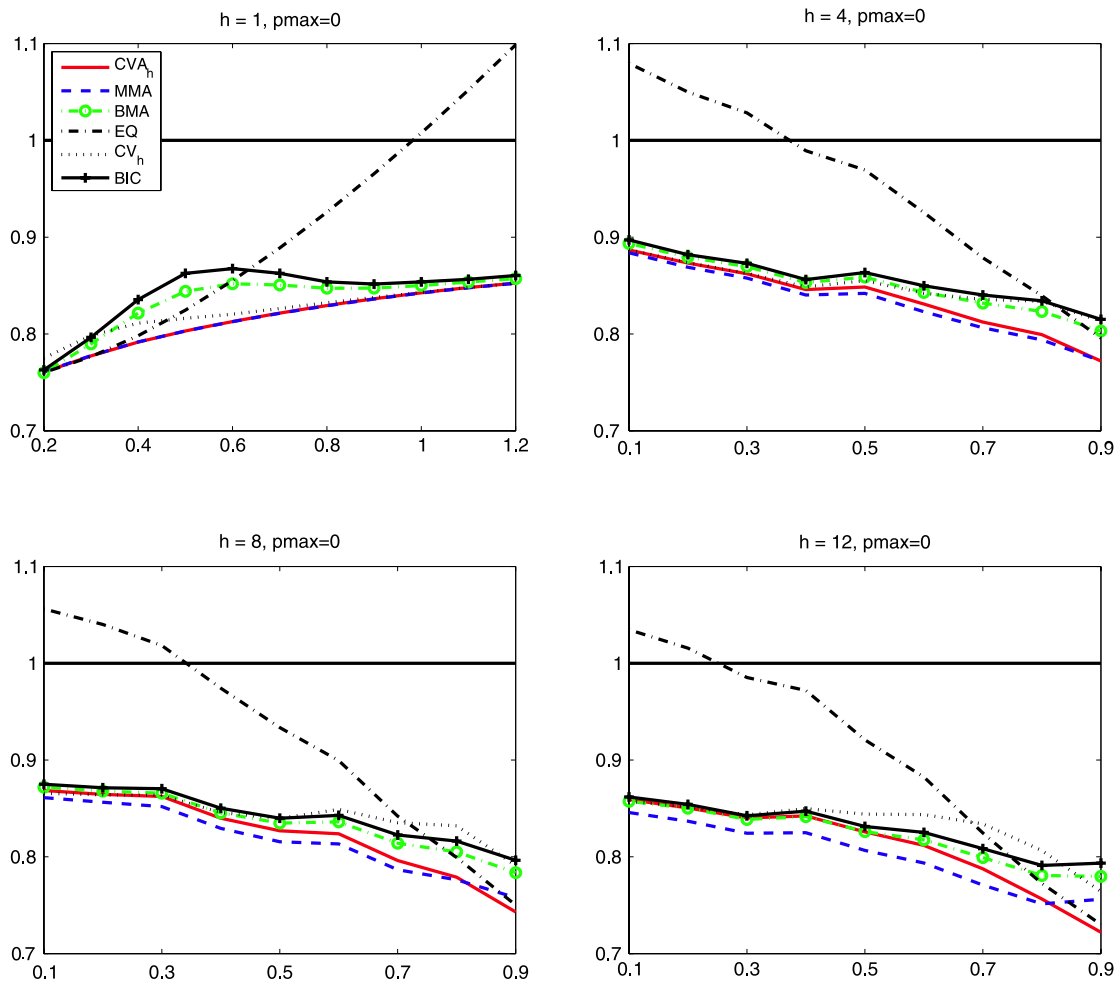 h = 1, pmax=0
1.1
1
0.9
0.8
0.7
0.2 0.4 0.6 0.8 1 1.2
CVA_h
MMA
BMA
EQ
CV_h
BIC
h = 4, pmax=0
1.1
1
0.9
0.8
0.7
0.1 0.3 0.5 0.7 0.9
h = 8, pmax=0
1.1
1
0.9
0.8
0.7
0.1 0.3 0.5 0.7 0.9
h = 12, pmax=0
1.1
1
0.9
0.8
0.7
0.1 0.3 0.5 0.7 0.9